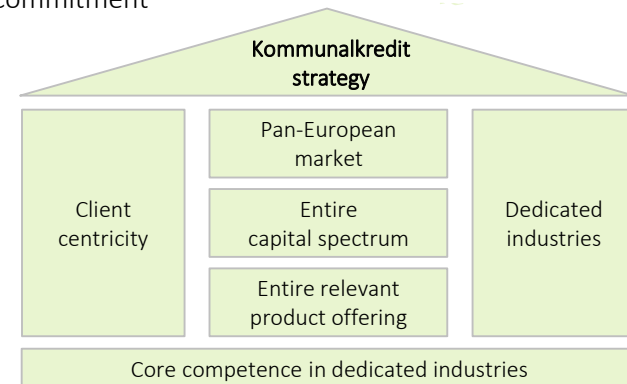 commitment
Kommunalkredit
strategy
Client
centricity
Pan-European
market
Entire
capital spectrum
Entire relevant
product offering
Dedicated
industries
Core competence in dedicated industries